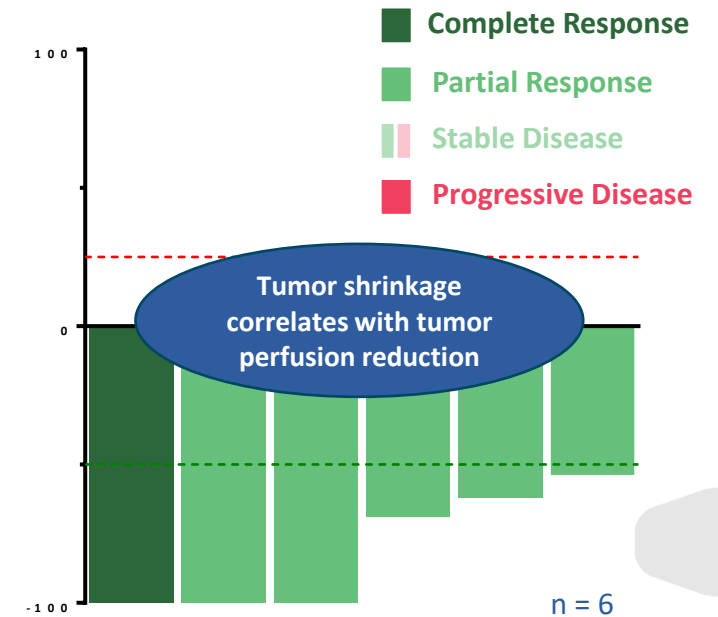 Complete Response
Partial Response
Stable Disease
Progressive Disease
100
0
-100
Tumor shrinkage
correlates with tumor
perfusion reduction
n = 6